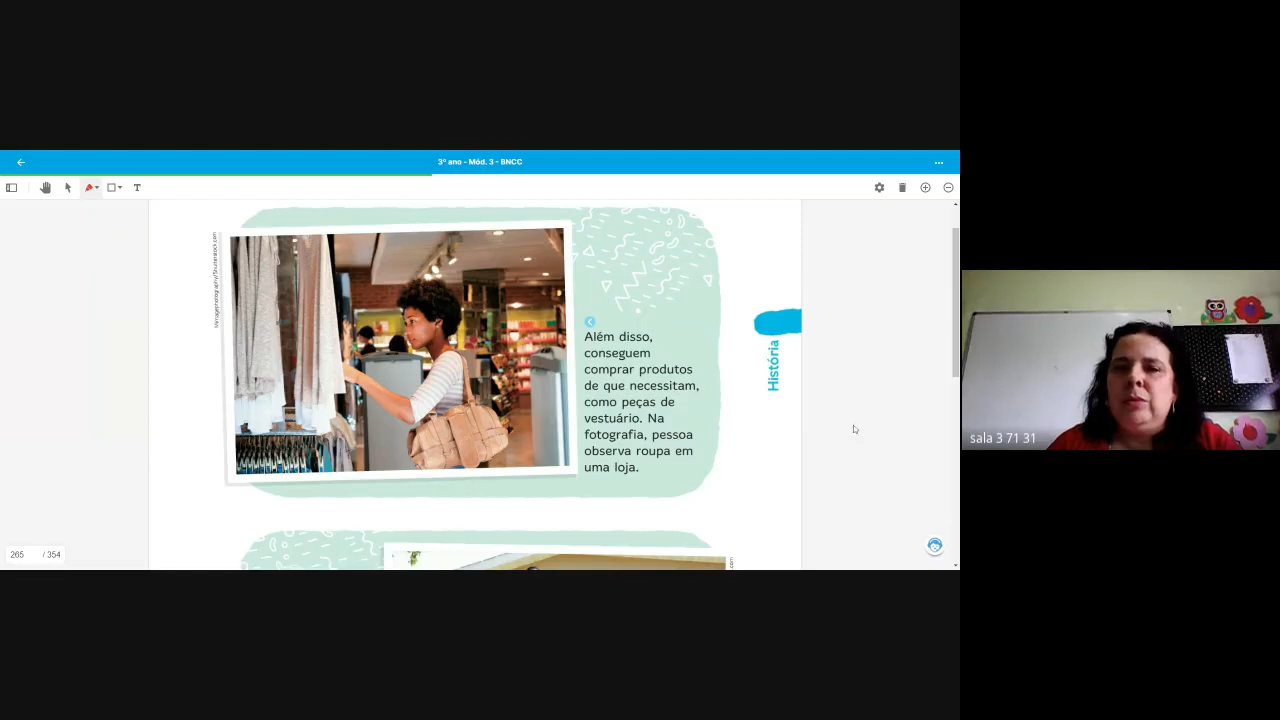 3º ano - Mód. 3 - BNCC
T
Além disso,
conseguem
comprar produtos
de que necessitam,
como peças de
vestuário. Na
fotografia, pessoa
observa roupa em
uma loja.
História
265 / 354
sala 3 71 31